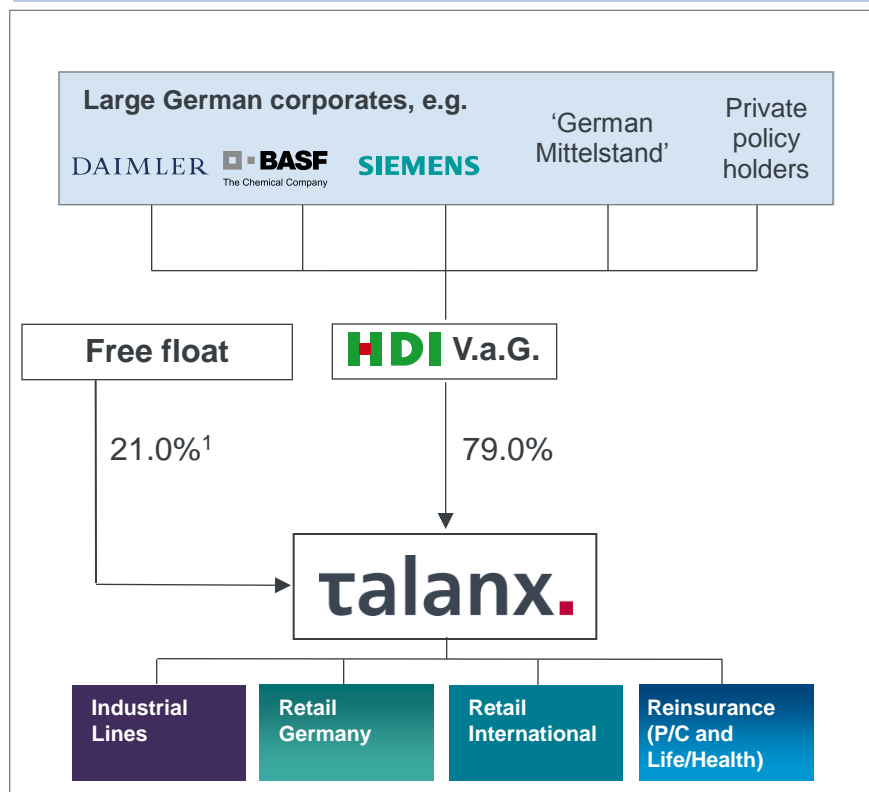 Large German corporates, e.g.
DAIMLER
BASF
The Chemical Company
SIEMENS
‘German
Mittelstand’
Private
policy
holders
Free float
HDI V.a.G.
21.0%¹
79.0%
τalanx.
Industrial
Lines
Retail
Germany
Retail
International
Reinsurance
(P/C and
Life/Health)